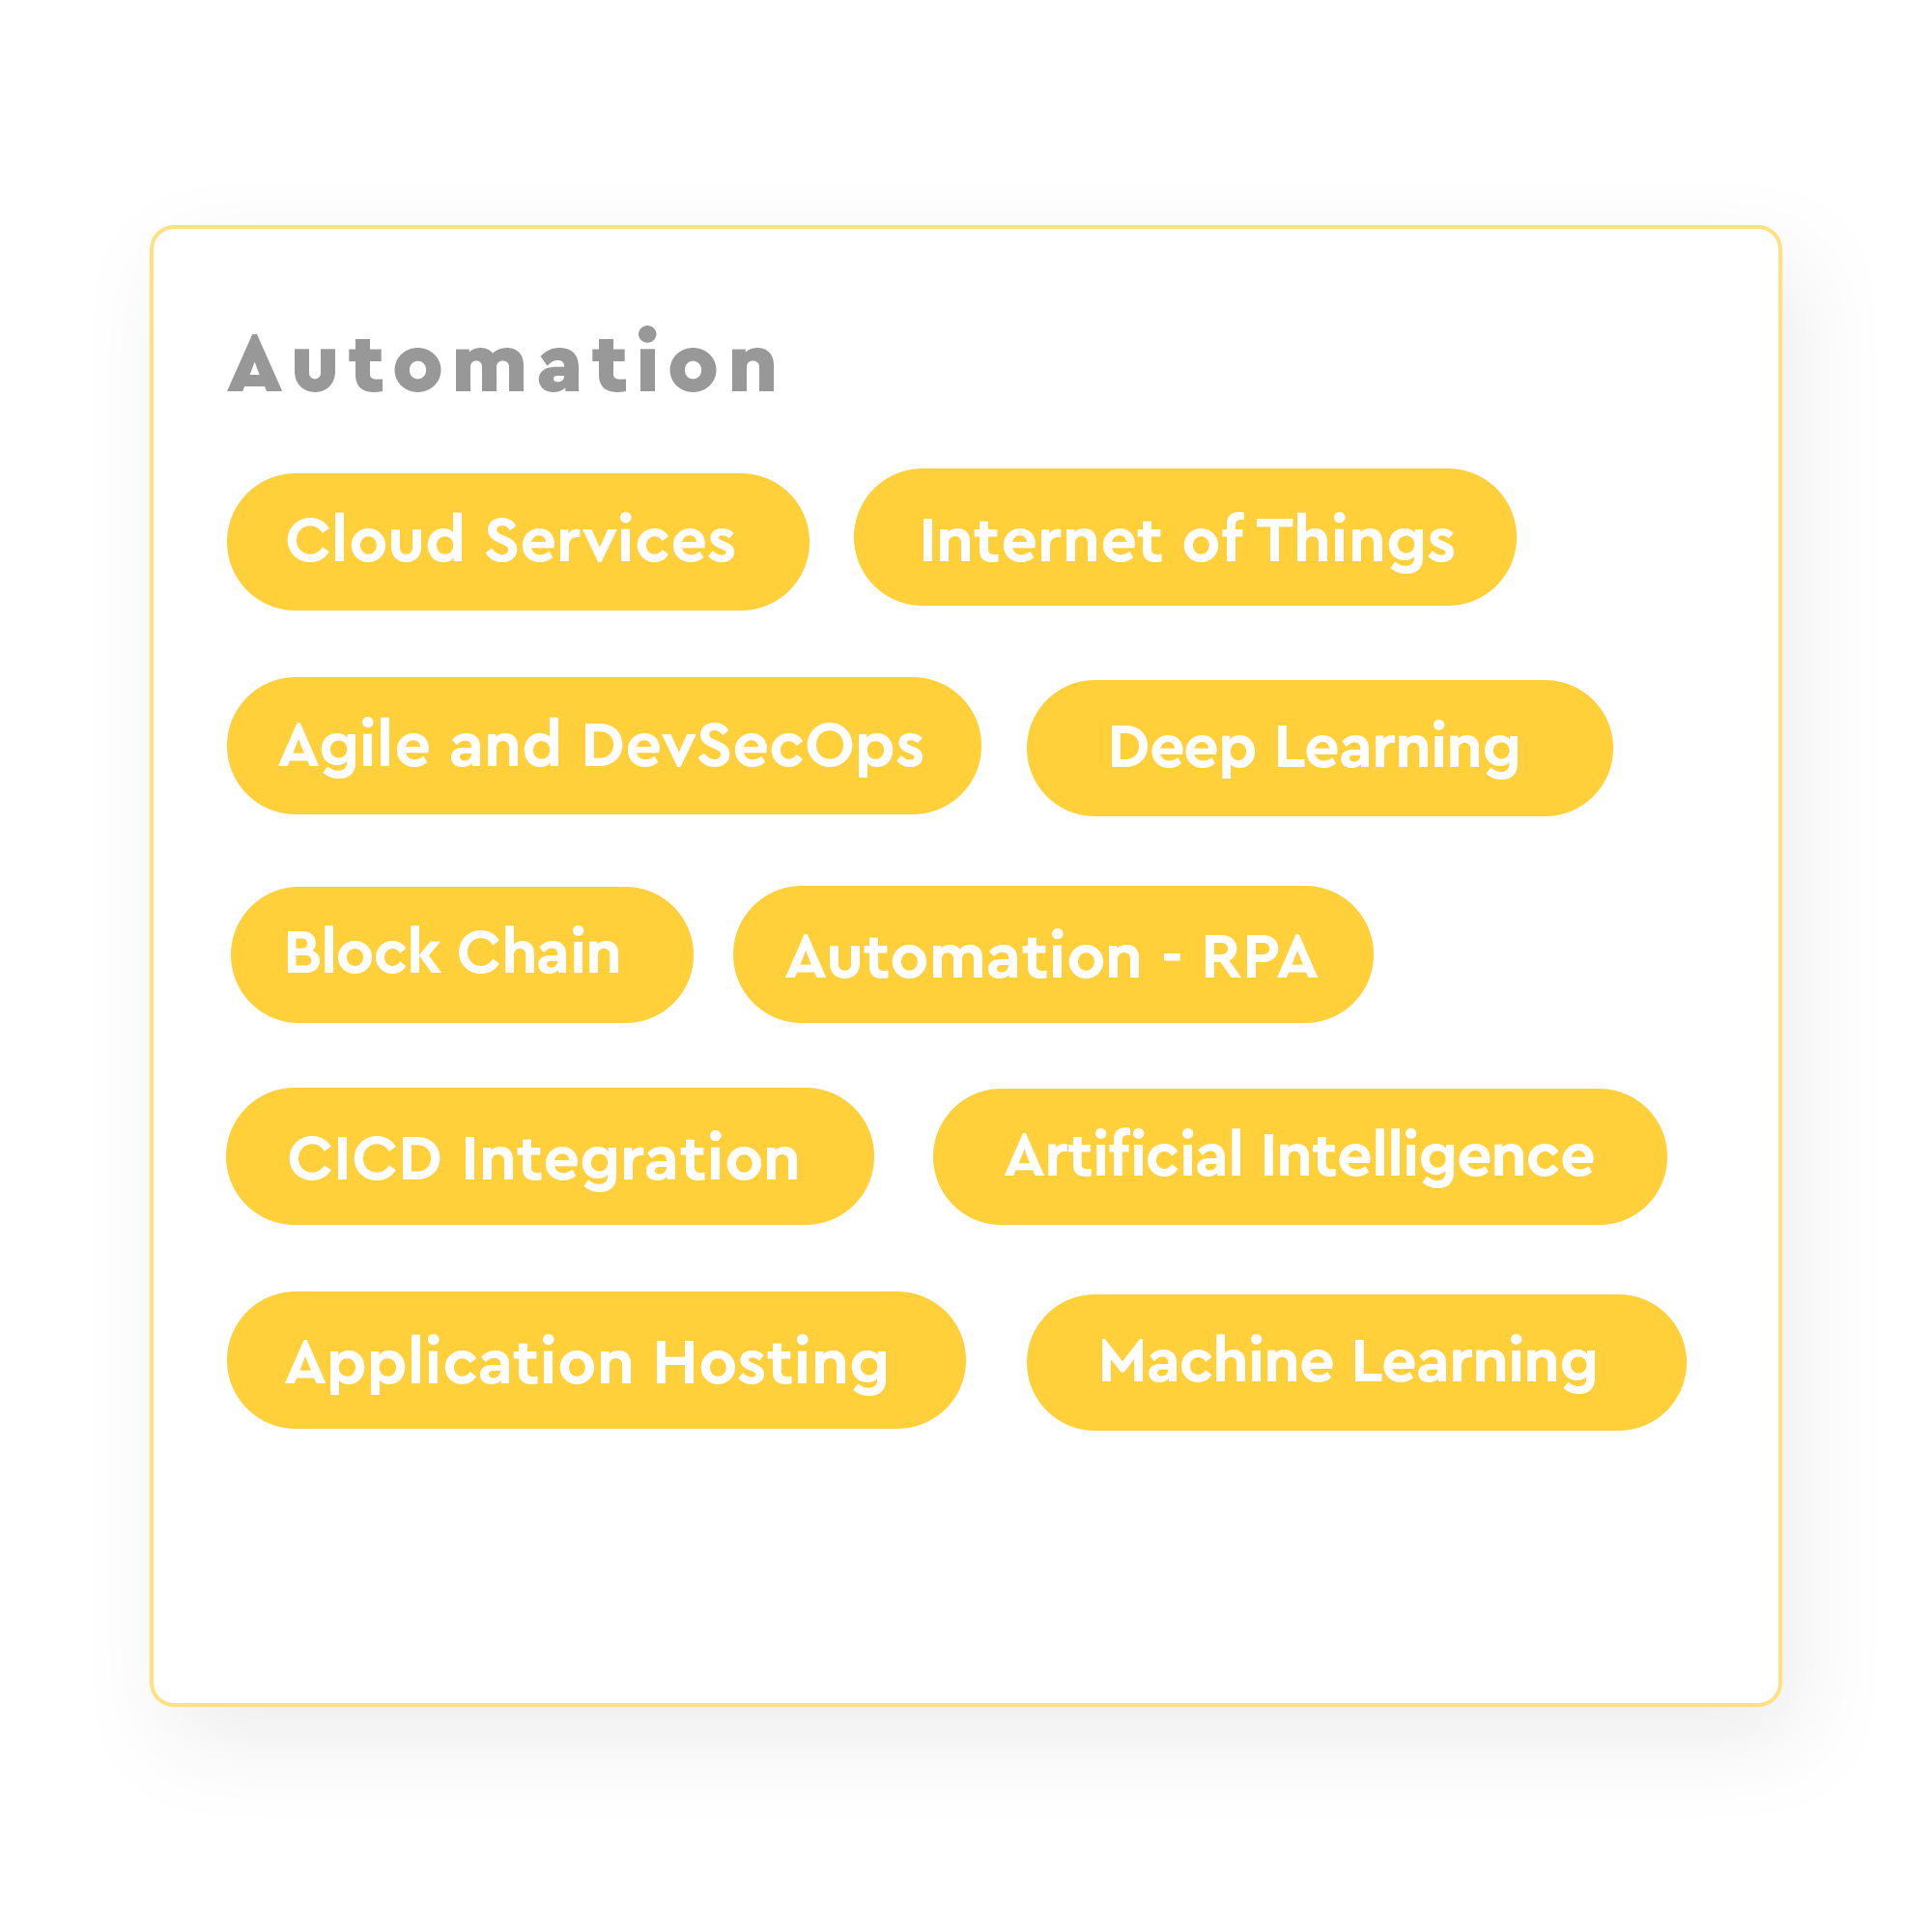 Automation
Cloud Services
Internet of Things
Agile and DevSecOps
Deep Learning
Block Chain
Automation - RPA
CICD Integration
Artificial Intelligence
Application Hosting
Machine Learning